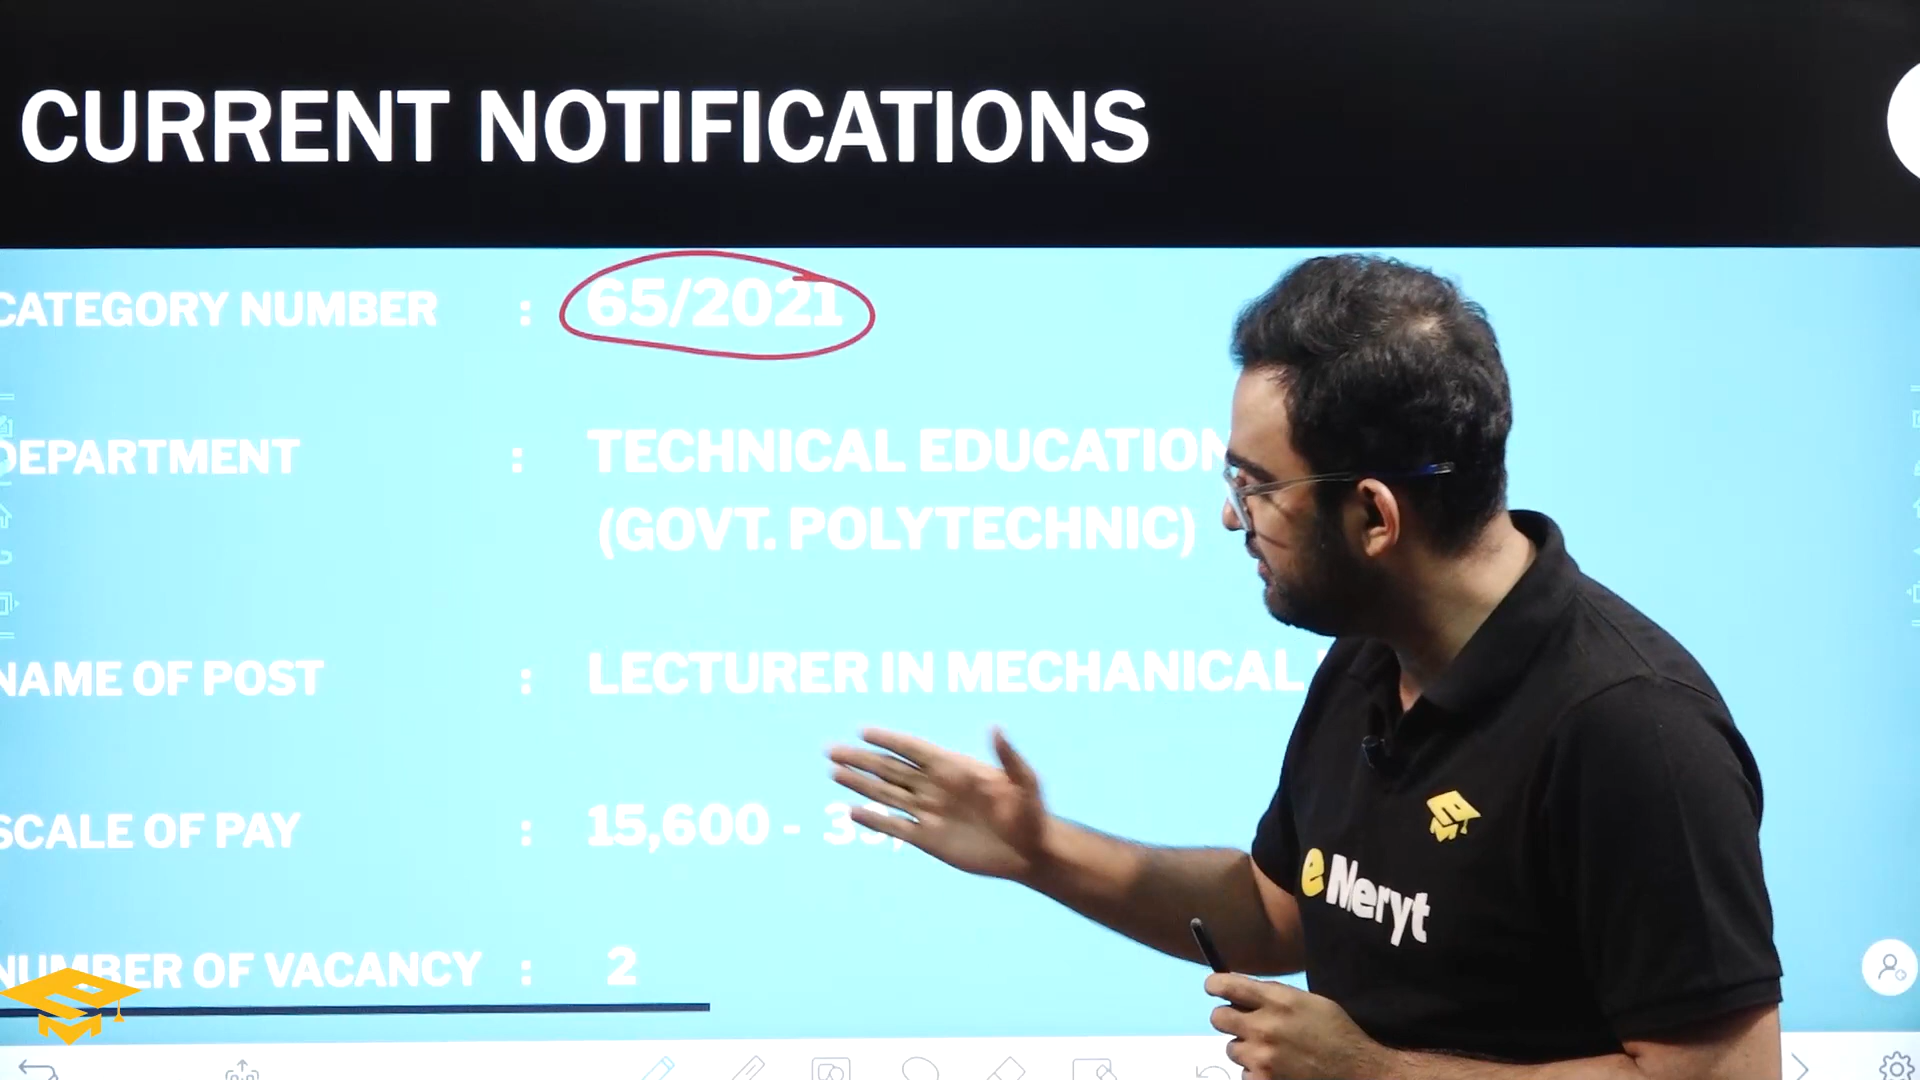 CURRENT NOTIFICATIONS
CATEGORY NUMBER : 65/2021
DEPARTMENT : TECHNICAL EDUCATION
(GOVT. POLYTECHNIC)
NAME OF POST : LECTURER IN MECHANICAL
SCALE OF PAY : 15,600 -
NUMBER OF VACANCY : 2
eMeryt